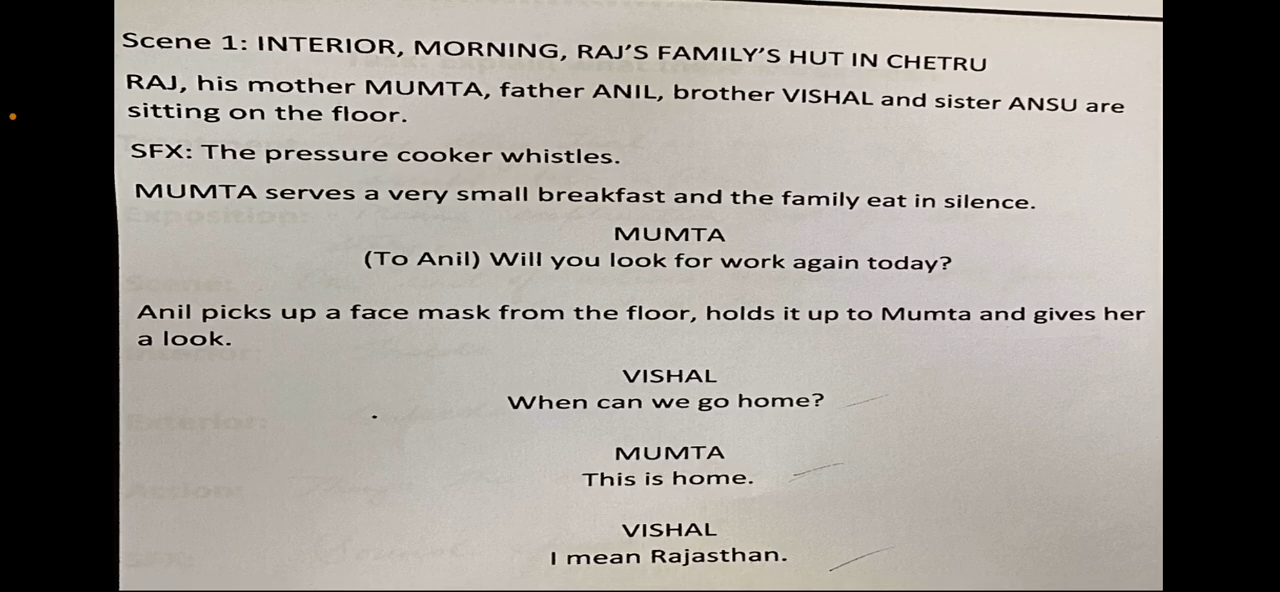 Scene 1: INTERIOR, MORNING, RAJ'S FAMILY'S HUT IN CHETRU
RAJ, his mother MUMTA, father ANIL, brother VISHAL and sister ANSU are
sitting on the floor.
SFX: The pressure cooker whistles.
MUMTA serves a very small breakfast and the family eat in silence.
MUMTA
(To Anil) Will you look for work again today?
Anil picks up a face mask from the floor, holds it up to Mumta and gives her
a look.
VISHAL
When can we go home?
MUMTA
This is home.
VISHAL
I mean Rajasthan.